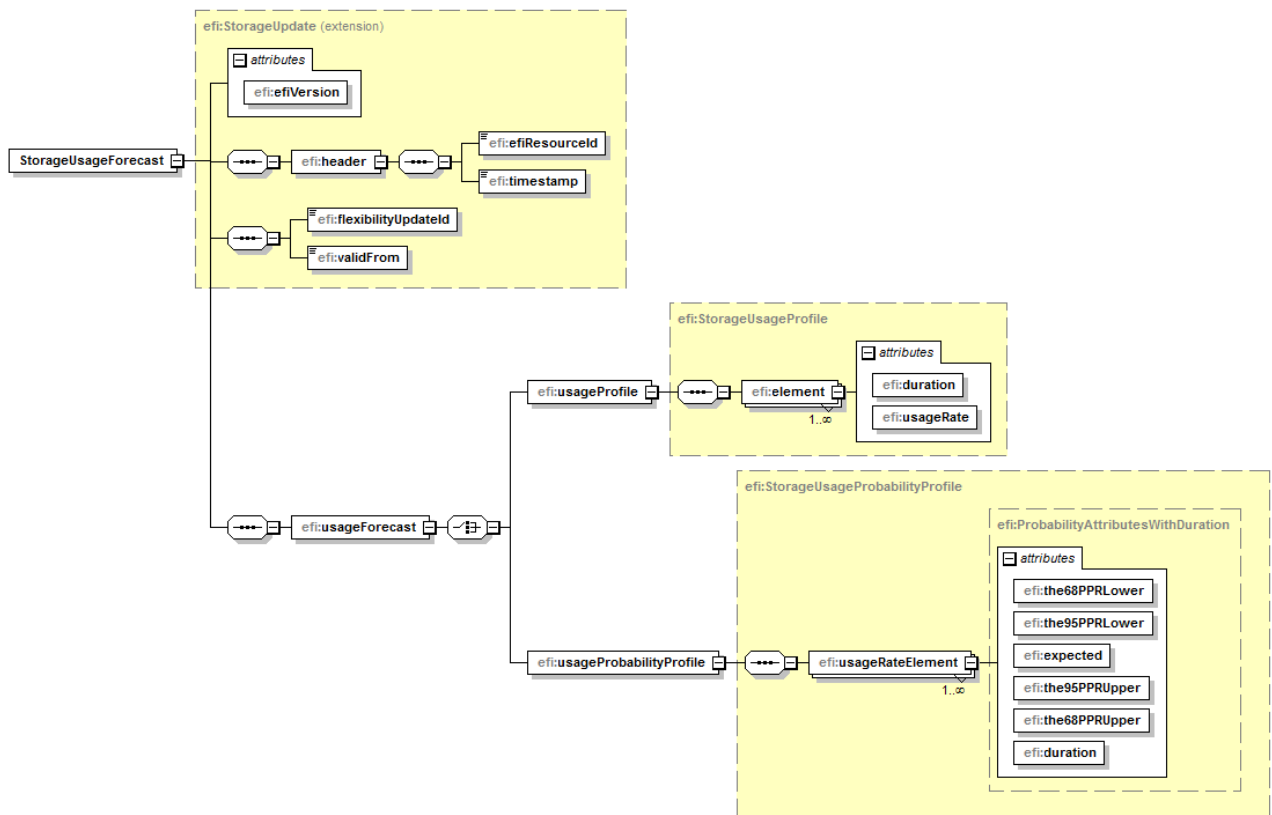 efi:StorageUpdate (extension)
attributes
efi:efiVersion
StorageUsageForecast
efi:header
efi:efiResourceId
efi:timestamp
efi:flexibilityUpdateId
efi:validFrom
efi:StorageUsageProfile
efi:usageProfile
efi:element
1..∞
attributes
efi:duration
efi:usageRate
efi:usageForecast
efi:StorageUsageProbabilityProfile
efi:usageProbabilityProfile
efi:usageRateElement
1..∞
efi:ProbabilityAttributesWithDuration
attributes
efi:the68PPRLower
efi:the95PPRLower
efi:expected
efi:the95PPRUpper
efi:the68PPRUpper
efi:duration